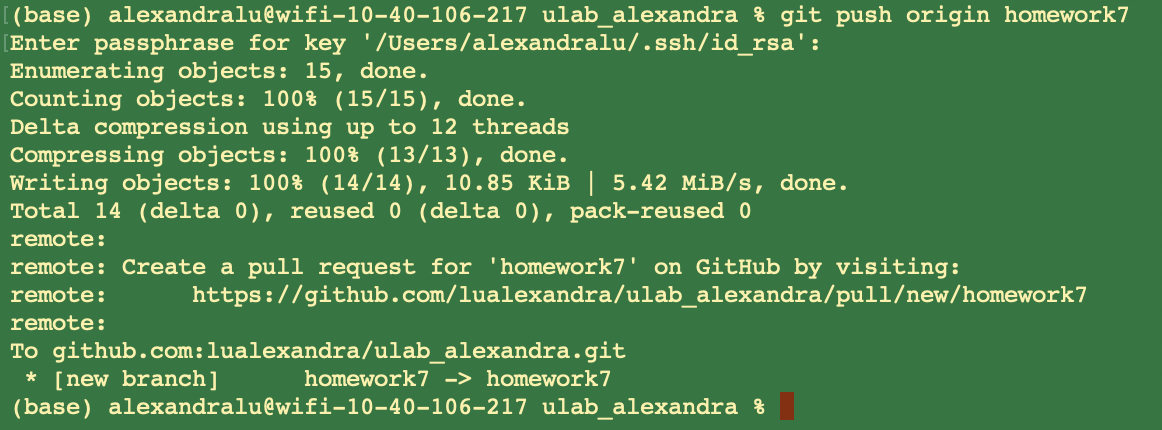 (base) alexandralu@wifi-10-40-106-217 ulab_alexandra % git push origin homework7
Enter passphrase for key '/Users/alexandralu/.ssh/id_rsa':
Enumerating objects: 15, done.
Counting objects: 100% (15/15), done.
Delta compression using up to 12 threads
Compressing objects: 100% (13/13), done.
Writing objects: 100% (14/14), 10.85 KiB | 5.42 MiB/s, done.
Total 14 (delta 0), reused 0 (delta 0), pack-reused 0
remote:
remote: Create a pull request for 'homework7' on GitHub by visiting:
remote:      https://github.com/lualexandra/ulab_alexandra/pull/new/homework7
remote:
To github.com:lualexandra/ulab_alexandra.git
 * [new branch]      homework7 -> homework7
(base) alexandralu@wifi-10-40-106-217 ulab_alexandra %